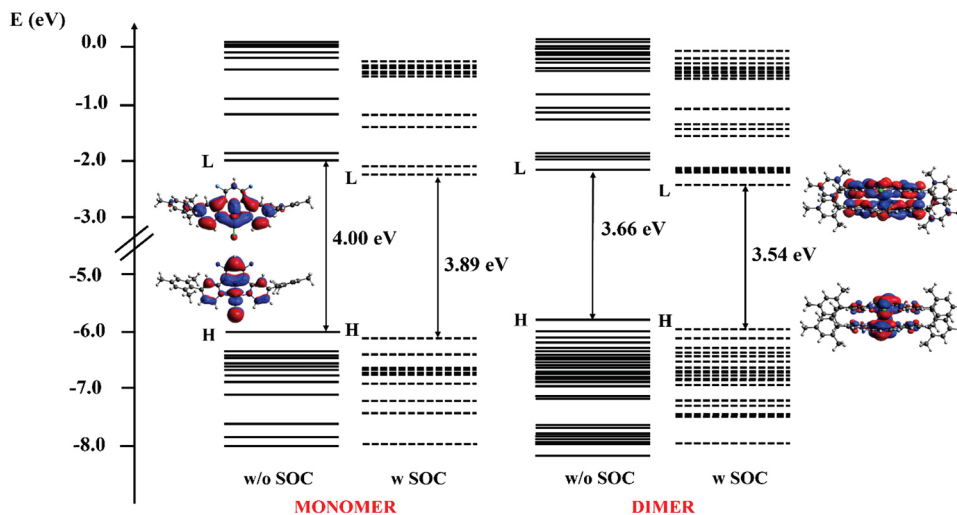 E (eV)
0.0
-1.0
-2.0
-3.0
-5.0
-6.0
-7.0
-8.0
L
H
4.00 eV
L
H
3.89 eV
L
H
3.66 eV
L
H
3.54 eV
w/o SOC
w SOC
w/o SOC
w SOC
MONOMER
DIMER